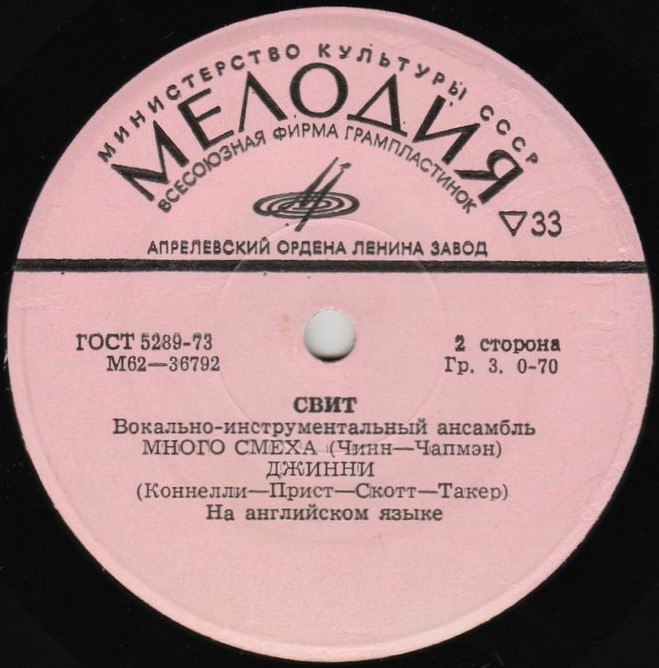 МИНИСТЕРСТВО КУЛЬТУРЫ СССР
МЕЛОДИЯ
ВСЕСОЮЗНАЯ ФИРМА ГРАМПЛАСТИНОК
▽33
АПРЕЛЕВСКИЙ ОРДЕНА ЛЕНИНА ЗАВОД
ГОСТ 5289-73
2 сторона
М62—36792
Гр. 3. 0-70
СВИТ
Вокально-инструментальный ансамбль
МНОГО СМЕХА (Чинн—Чапмэн)
ДЖИННИ
(Коннелли—Прист—Скотт—Такер)
На английском языке